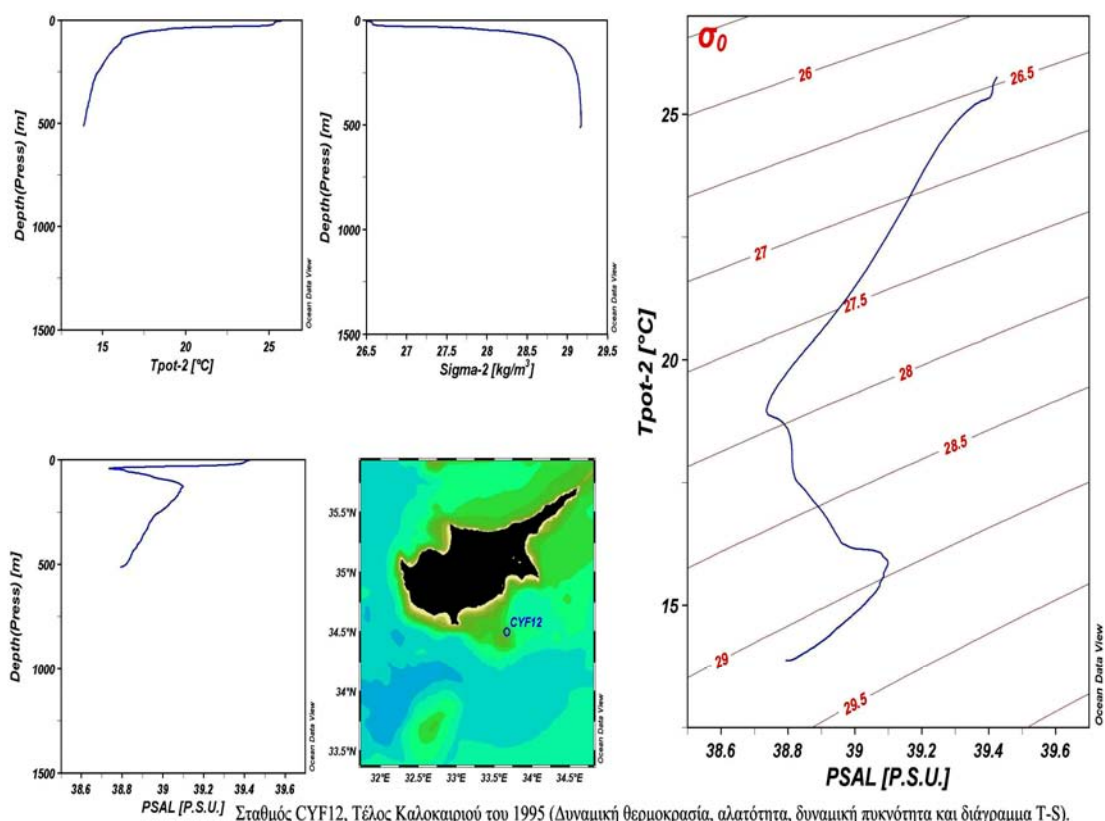 0
500
1000
1500
Depth(Press) [m]
15
20
25
Tpot-2 [°C]
Ocean Data View
0
500
1000
1500
Depth(Press) [m]
26.5
27
27.5
28
28.5
29
29.5
Sigma-2 [kg/m³]
Ocean Data View
σ₀
26
26.5
27
27.5
28
28.5
29
29.5
25
20
15
Tpot-2 [°C]
38.6
38.8
39
39.2
39.4
39.6
PSAL [P.S.U.]
Ocean Data View
0
500
1000
1500
Depth(Press) [m]
38.6
38.8
39
39.2
39.4
39.6
PSAL [P.S.U.]
Ocean Data View
35.5°N
35°N
34.5°N
34°N
33.5°N
CYF12
32°E
32.5°E
33°E
33.5°E
34°E
34.5°E
Ocean Data View
Σταθμός CYF12, Τέλος Καλοκαιριού του 1995 (Δυναμική θερμοκρασία, αλατότητα, δυναμική πυκνότητα και διάγραμμα T-S).